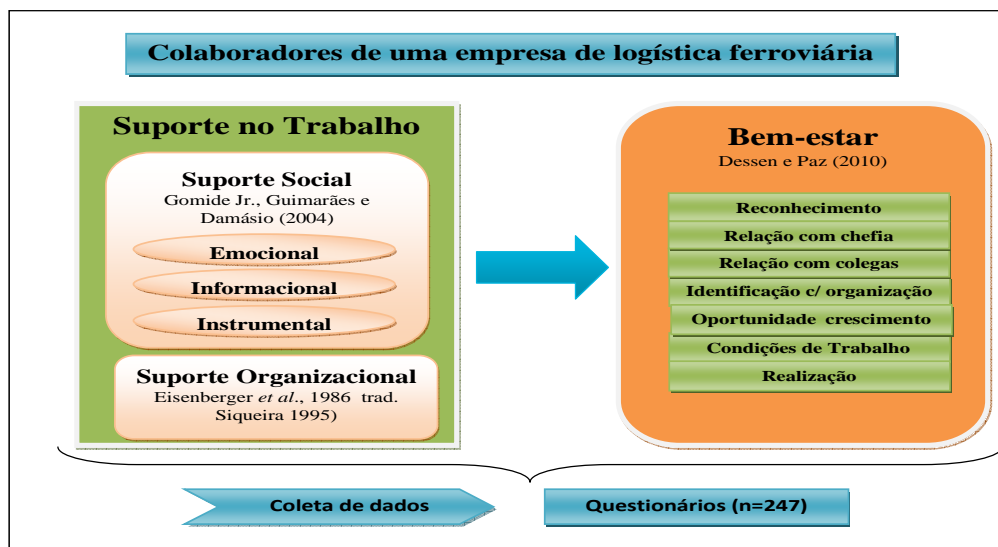 Colaboradores de uma empresa de logística ferroviária
Suporte no Trabalho
Suporte Social
Gomide Jr., Guimarães e
Damásio (2004)
Emocional
Informacional
Instrumental
Suporte Organizacional
Eisenberger et al., 1986 trad.
Siqueira 1995)
Bem-estar
Dessen e Paz (2010)
Reconhecimento
Relação com chefia
Relação com colegas
Identificação c/ organização
Oportunidade crescimento
Condições de Trabalho
Realização
Coleta de dados
Questionários (n=247)